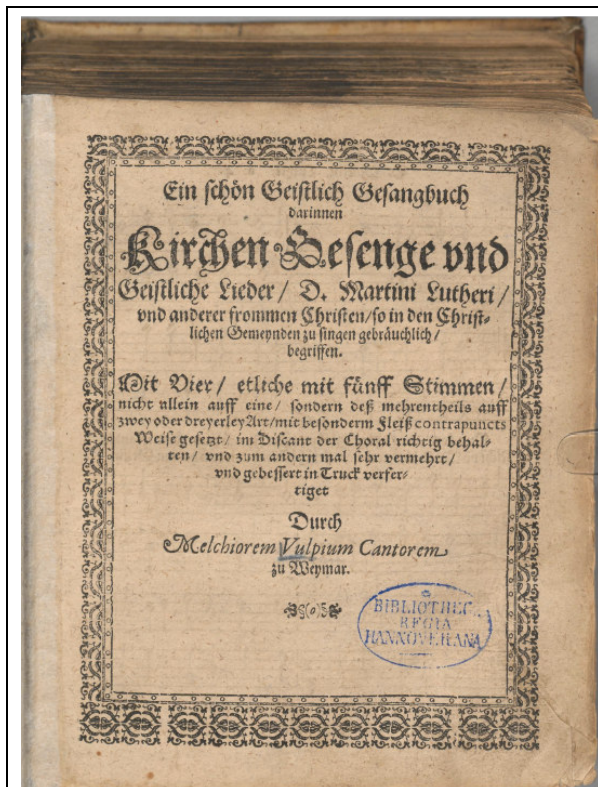 Ein schön Geistlich Gesangbuch
darinnen
Kirchen Gesenge vnd
Geistliche Lieder / D. Martini Lutheri /
vnd anderer frommen Christen / so in den Christ-
lichen Gemeynden zu singen gebräuchlich /
begriffen.
Mit Vier / etliche mit fünff Stimmen /
nicht allein auff eine / sondern deß mehrentheils auff
zwey oder dreyerley Art / mit besonderm Fleiß contrapuncts
Weise gesetzt / im Discant der Choral richtig behal-
ten / vnd zum andern mal sehr vermehrt /
vnd gebessert in Truck verfer-
tiget
Durch
Melchiorem Vulpium Cantorem
zu Weymar.
BIBLIOTHEC
REGIA
HANNOVERANA